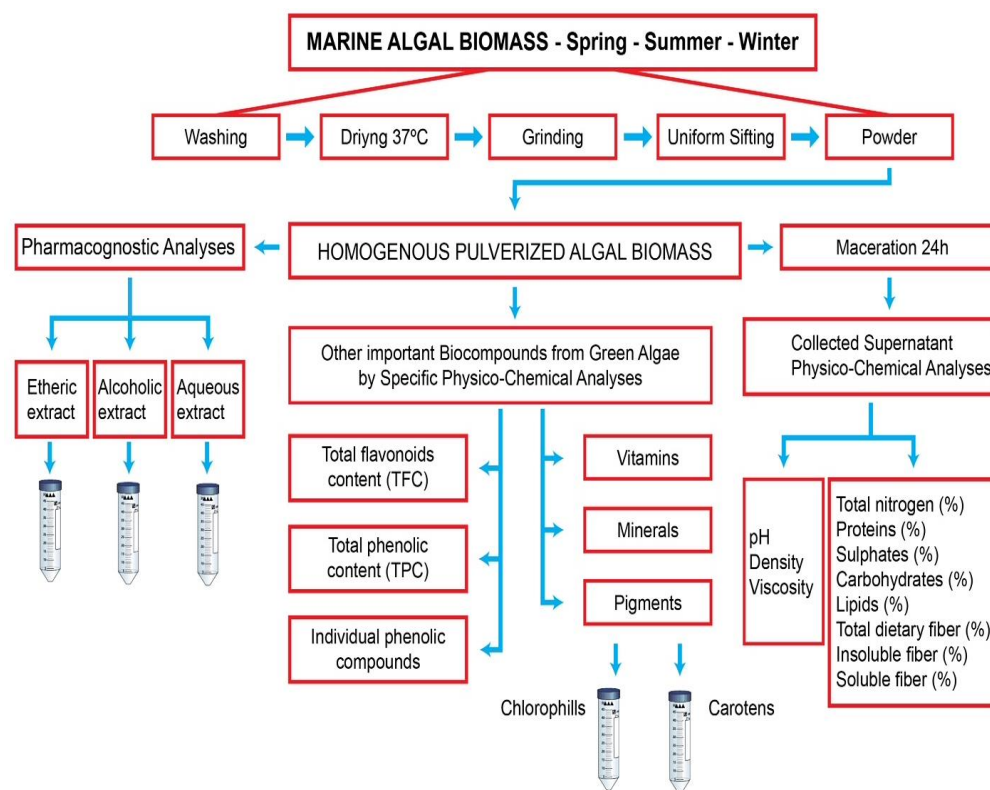 MARINE ALGAL BIOMASS - Spring - Summer - Winter
Washing
Driyng 37ºC
Grinding
Uniform Sifting
Powder
Pharmacognostic Analyses
HOMOGENOUS PULVERIZED ALGAL BIOMASS
Maceration 24h
Other important Biocompounds from Green Algae
by Specific Physico-Chemical Analyses
Collected Supernatant
Physico-Chemical Analyses
Etheric
extract
Alcoholic
extract
Aqueous
extract
Total flavonoids
content (TFC)
Total phenolic
content (TPC)
Individual phenolic
compounds
Vitamins
Minerals
Pigments
Chlorophills
Carotens
pH
Density
Viscosity
Total nitrogen (%)
Proteins (%)
Sulphates (%)
Carbohydrates (%)
Lipids (%)
Total dietary fiber (%)
Insoluble fiber (%)
Soluble fiber (%)